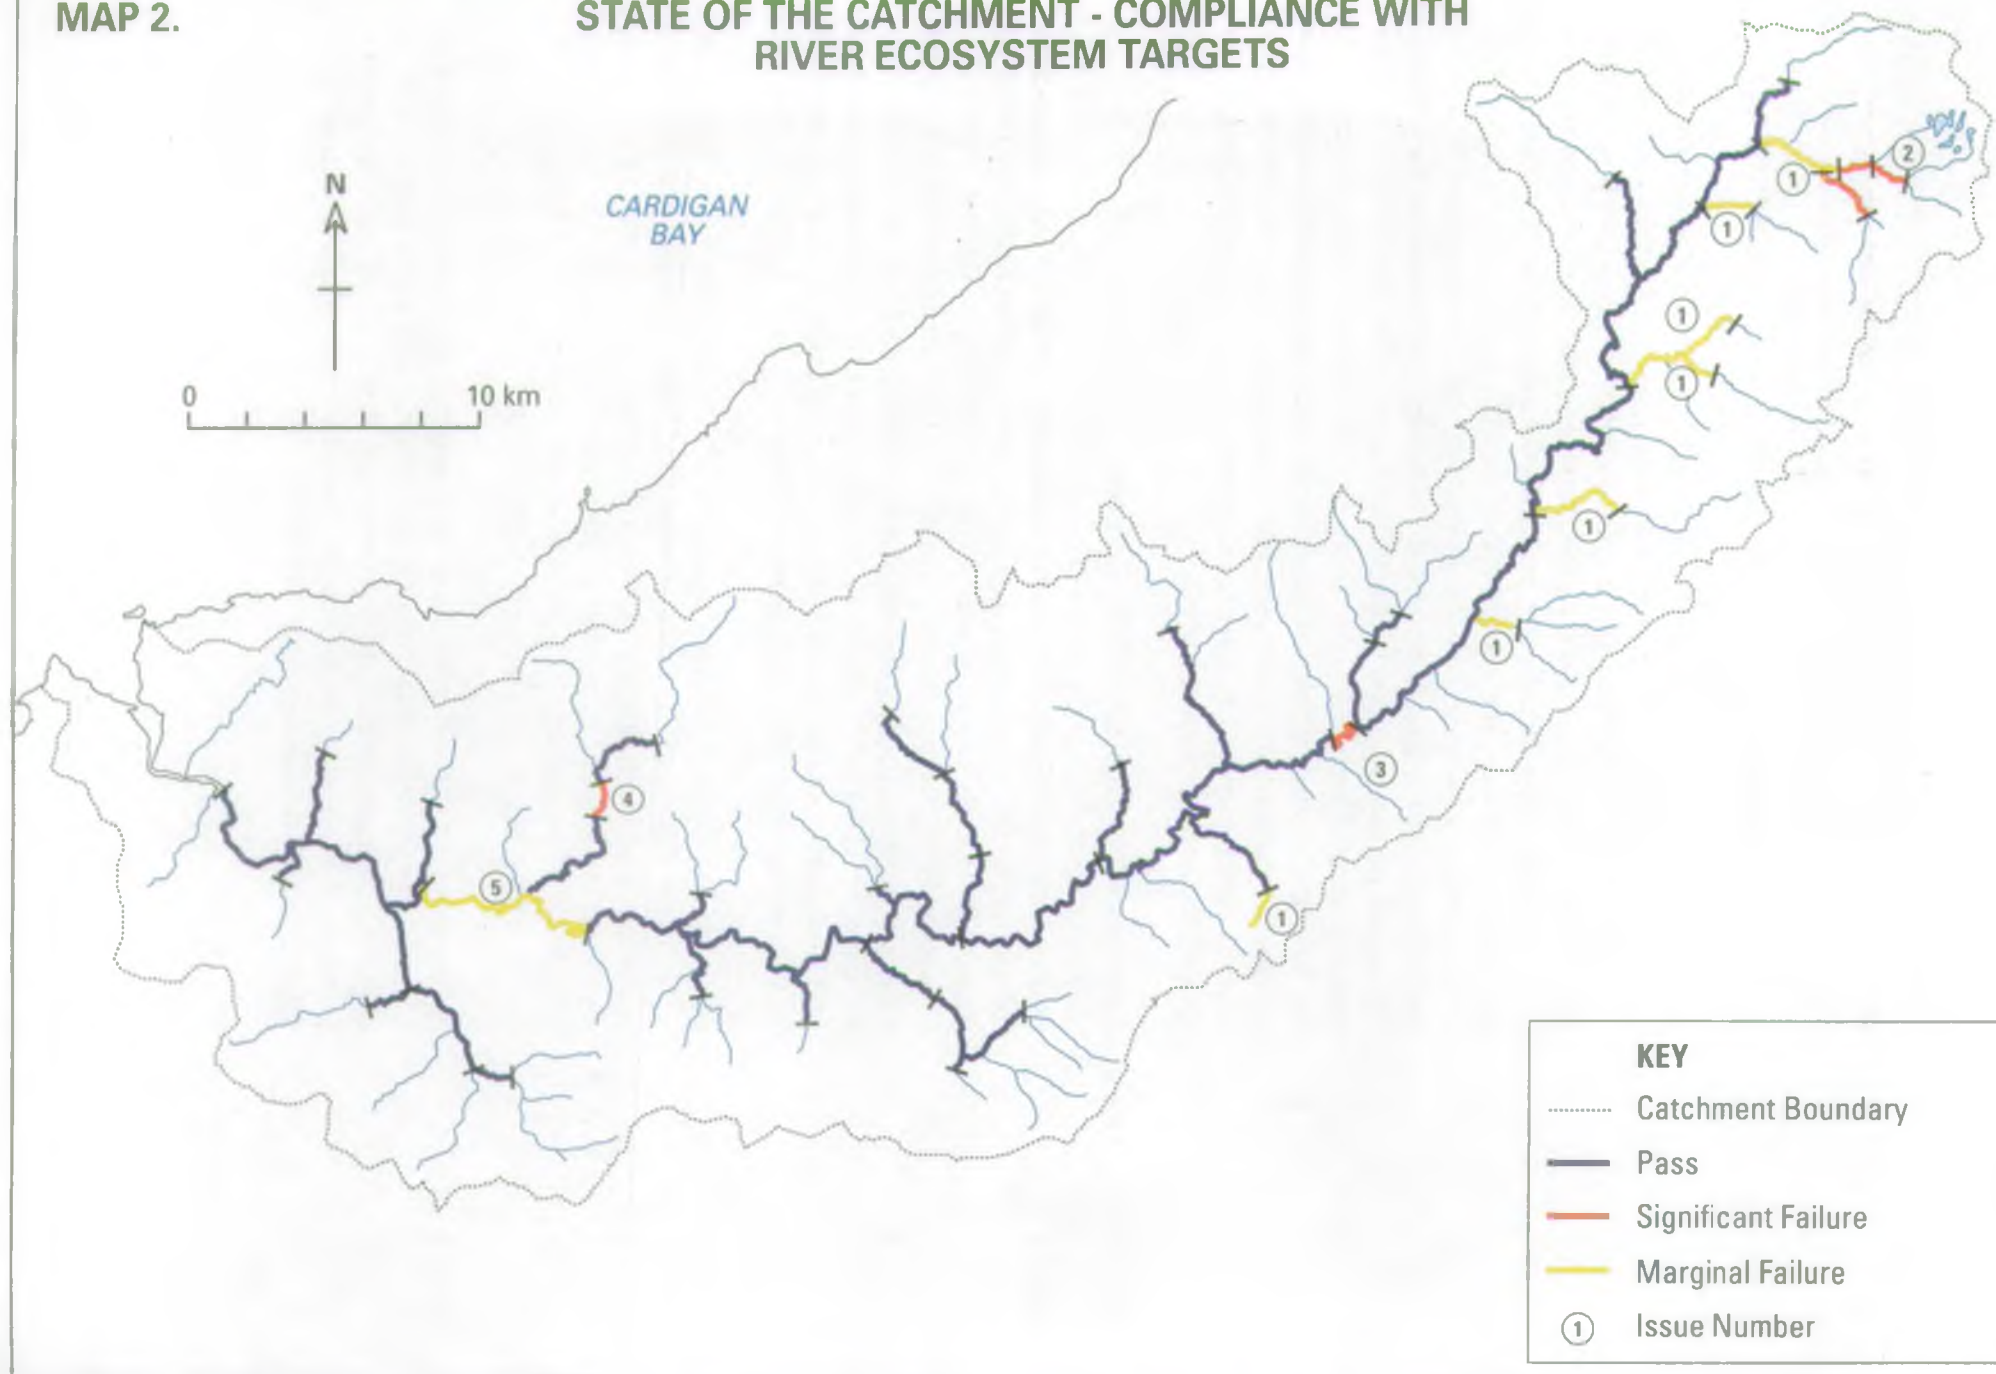 MAP 2.
STATE OF THE CATCHMENT - COMPLIANCE WITH
RIVER ECOSYSTEM TARGETS
N
CARDIGAN
BAY
0 10 km
2
1
1
1
1
1
1
3
4
5
1
KEY
Catchment Boundary
Pass
Significant Failure
Marginal Failure
1 Issue Number